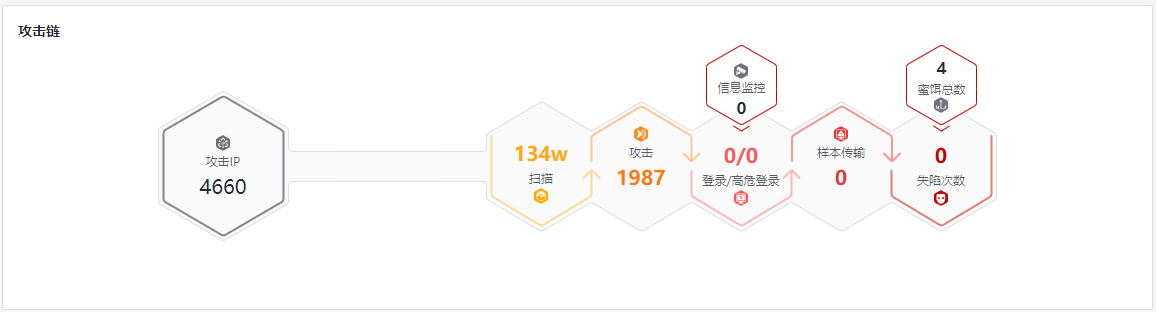 攻击链
攻击IP
4660
134w
扫描
攻击
1987
信息监控
0
0/0
登录/高危登录
样本传输
0
4
蜜饵总数
0
失陷次数